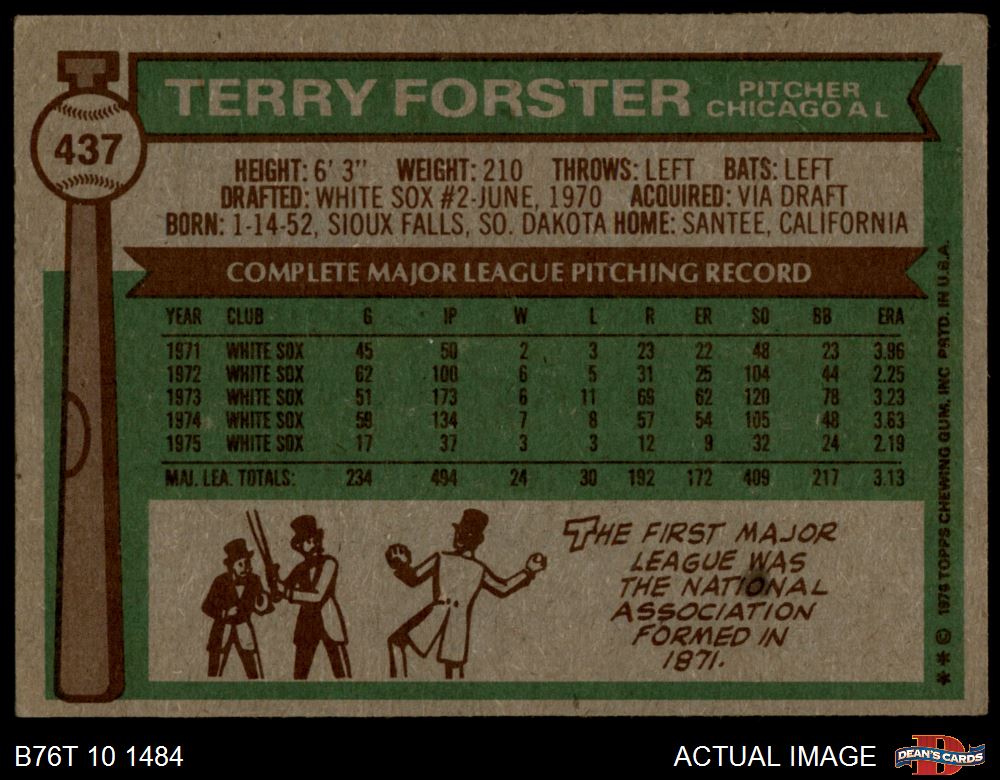 437
TERRY FORSTER
PITCHER
CHICAGO A L
HEIGHT: 6' 3" WEIGHT: 210 THROWS: LEFT BATS: LEFT
DRAFTED: WHITE SOX #2-JUNE, 1970 ACQUIRED: VIA DRAFT
BORN: 1-14-52, SIOUX FALLS, SO. DAKOTA HOME: SANTEE, CALIFORNIA
COMPLETE MAJOR LEAGUE PITCHING RECORD
YEAR CLUB G IP W L R ER SO BB ERA
1971 WHITE SOX 45 50 2 3 23 22 48 23 3.96
1972 WHITE SOX 62 100 6 5 31 25 104 44 2.25
1973 WHITE SOX 51 173 6 11 69 62 120 78 3.23
1974 WHITE SOX 59 134 7 8 57 54 105 48 3.63
1975 WHITE SOX 17 37 3 3 12 9 32 24 2.19
MAJ. LEA. TOTALS: 234 494 24 30 192 172 409 217 3.13
THE FIRST MAJOR
LEAGUE WAS
THE NATIONAL
ASSOCIATION
FORMED IN
1871.
** © 1976 TOPPS CHEWING GUM, INC PRTD. IN U.S.A.
B76T 10 1484
ACTUAL IMAGE
D
DEAN'S CARDS